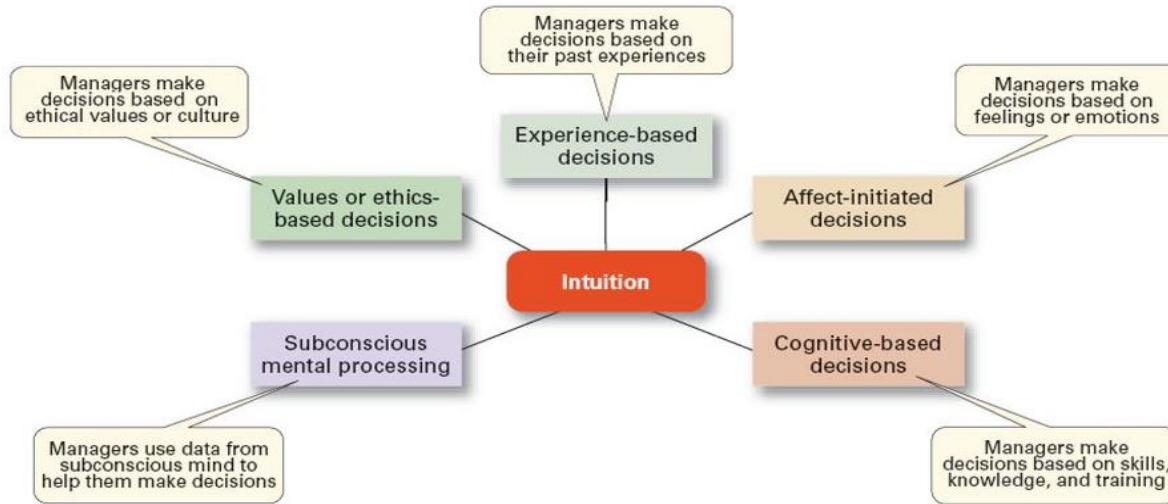 Managers make
decisions based on
their past experiences
Managers make
decisions based on
ethical values or culture
Managers make
decisions based on
feelings or emotions
Experience-based
decisions
Values or ethics-
based decisions
Affect-initiated
decisions
Intuition
Subconscious
mental processing
Cognitive-based
decisions
Managers use data from
subconscious mind to
help them make decisions
Managers make
decisions based on skills,
knowledge, and training